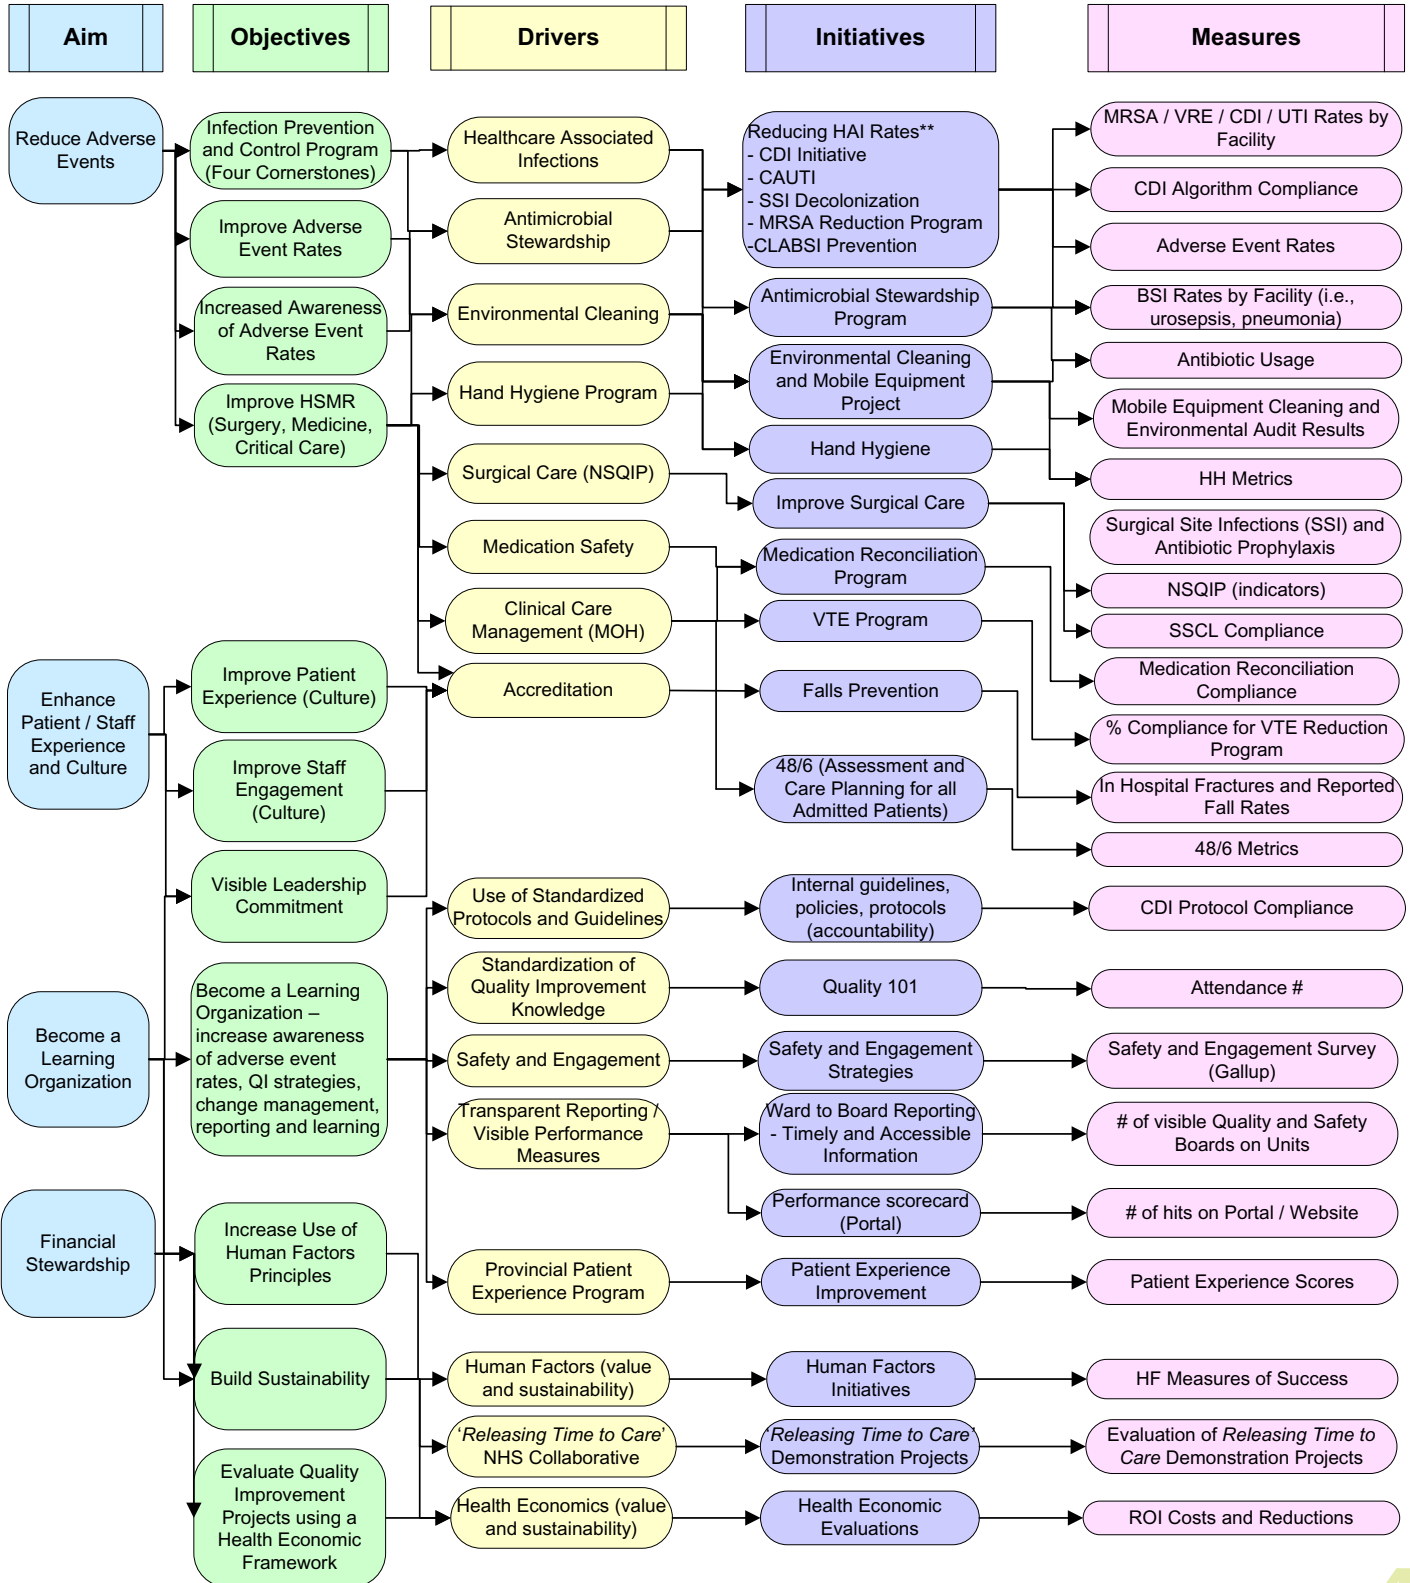 Aim
Objectives
Drivers
Initiatives
Measures
Reduce Adverse
Events
Enhance
Patient / Staff
Experience
and Culture
Become a
Learning
Organization
Financial
Stewardship
Infection Prevention
and Control Program
(Four Cornerstones)
Improve Adverse
Event Rates
Increased Awareness
of Adverse Event
Rates
Improve HSMR
(Surgery, Medicine,
Critical Care)
Improve Patient
Experience (Culture)
Improve Staff
Engagement
(Culture)
Visible Leadership
Commitment
Become a Learning
Organization –
increase awareness
of adverse event
rates, QI strategies,
change management,
reporting and learning
Increase Use of
Human Factors
Principles
Build Sustainability
Evaluate Quality
Improvement
Projects using a
Health Economic
Framework
Healthcare Associated
Infections
Antimicrobial
Stewardship
Environmental Cleaning
Hand Hygiene Program
Surgical Care (NSQIP)
Medication Safety
Clinical Care
Management (MOH)
Accreditation
Use of Standardized
Protocols and Guidelines
Standardization of
Quality Improvement
Knowledge
Safety and Engagement
Transparent Reporting /
Visible Performance
Measures
Provincial Patient
Experience Program
Human Factors (value
and sustainability)
‘Releasing Time to Care’
NHS Collaborative
Health Economics (value
and sustainability)
Reducing HAI Rates**
- CDI Initiative
- CAUTI
- SSI Decolonization
- MRSA Reduction Program
-CLABSI Prevention
Antimicrobial Stewardship
Program
Environmental Cleaning
and Mobile Equipment
Project
Hand Hygiene
Improve Surgical Care
Medication Reconciliation
Program
VTE Program
Falls Prevention
48/6 (Assessment and
Care Planning for all
Admitted Patients)
Internal guidelines,
policies, protocols
(accountability)
Quality 101
Safety and Engagement
Strategies
Ward to Board Reporting
- Timely and Accessible
Information
Performance scorecard
(Portal)
Patient Experience
Improvement
Human Factors
Initiatives
‘Releasing Time to Care’
Demonstration Projects
Health Economic
Evaluations
MRSA / VRE / CDI / UTI Rates by
Facility
CDI Algorithm Compliance
Adverse Event Rates
BSI Rates by Facility (i.e.,
urosepsis, pneumonia)
Antibiotic Usage
Mobile Equipment Cleaning and
Environmental Audit Results
HH Metrics
Surgical Site Infections (SSI) and
Antibiotic Prophylaxis
NSQIP (indicators)
SSCL Compliance
Medication Reconciliation
Compliance
% Compliance for VTE Reduction
Program
In Hospital Fractures and Reported
Fall Rates
48/6 Metrics
CDI Protocol Compliance
Attendance #
Safety and Engagement Survey
(Gallup)
# of visible Quality and Safety
Boards on Units
# of hits on Portal / Website
Patient Experience Scores
HF Measures of Success
Evaluation of Releasing Time to
Care Demonstration Projects
ROI Costs and Reductions